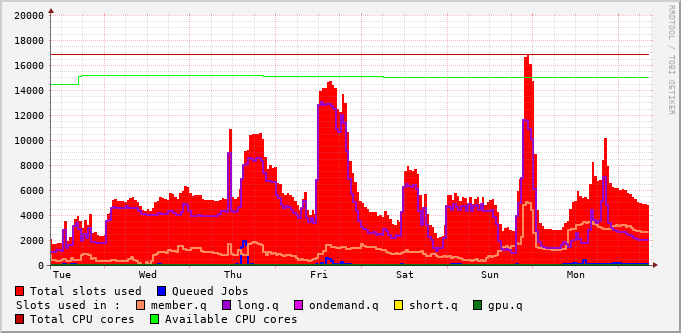 RRDTOOL / TOBI OETIKER
20000
18000
16000
14000
12000
10000
8000
6000
4000
2000
0
Tue Wed Thu Fri Sat Sun Mon
Total slots used Queued Jobs
Slots used in : member.q long.q ondemand.q short.q gpu.q
Total CPU cores Available CPU cores